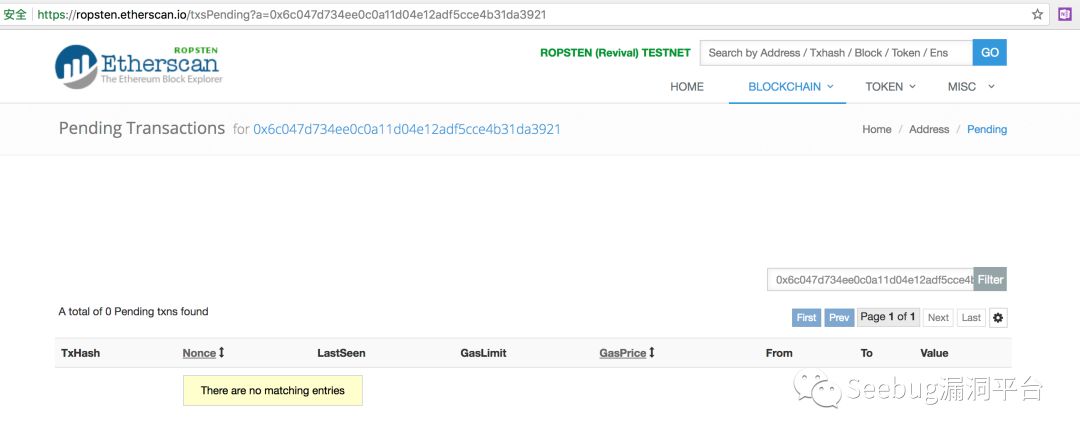 安全 https://ropsten.etherscan.io/txsPending?a=0x6c047d734ee0c0a11d04e12adf5cce4b31da3921
ROPSTEN
Etherscan
The Ethereum Block Explorer
ROPSTEN (Revival) TESTNET Search by Address / Txhash / Block / Token / Ens GO
HOME BLOCKCHAIN TOKEN MISC
Pending Transactions for 0x6c047d734ee0c0a11d04e12adf5cce4b31da3921
Home / Address / Pending
0x6c047d734ee0c0a11d04e12adf5cce4b Filter
A total of 0 Pending txns found
First Prev Page 1 of 1 Next Last
TxHash Nonce LastSeen GasLimit GasPrice From To Value
There are no matching entries
Seebug漏洞平台